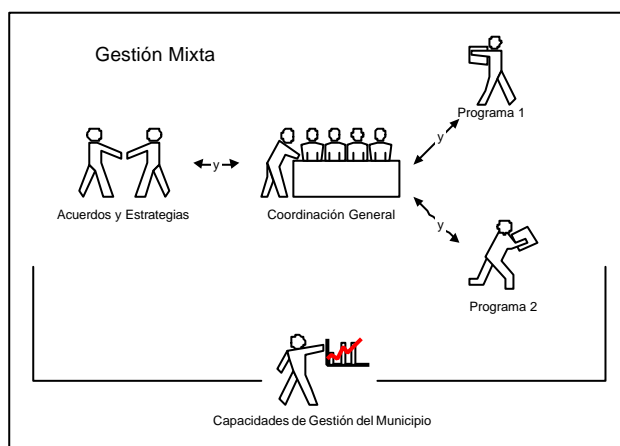 Gestión Mixta
Programa 1
y
Acuerdos y Estrategias
y
Coordinación General
y
Programa 2
Capacidades de Gestión del Municipio